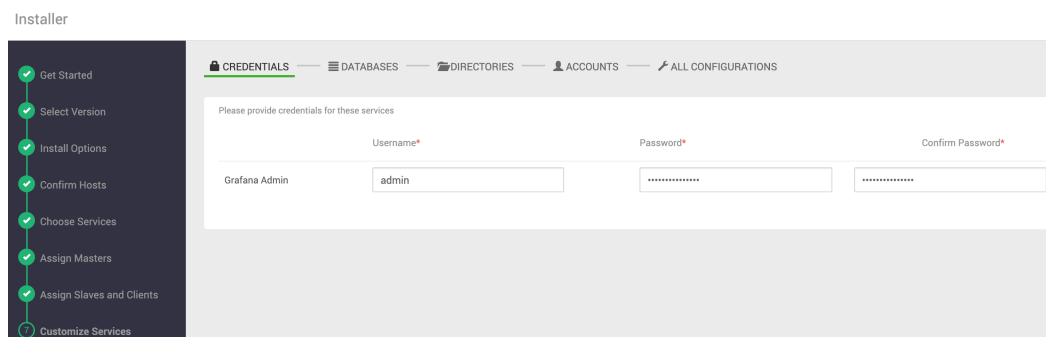 Installer
Get Started
Select Version
Install Options
Confirm Hosts
Choose Services
Assign Masters
Assign Slaves and Clients
7 Customize Services
CREDENTIALS DATABASES DIRECTORIES ACCOUNTS ALL CONFIGURATIONS
Please provide credentials for these services
Username* Password* Confirm Password*
Grafana Admin admin ••••••••••••••• •••••••••••••••